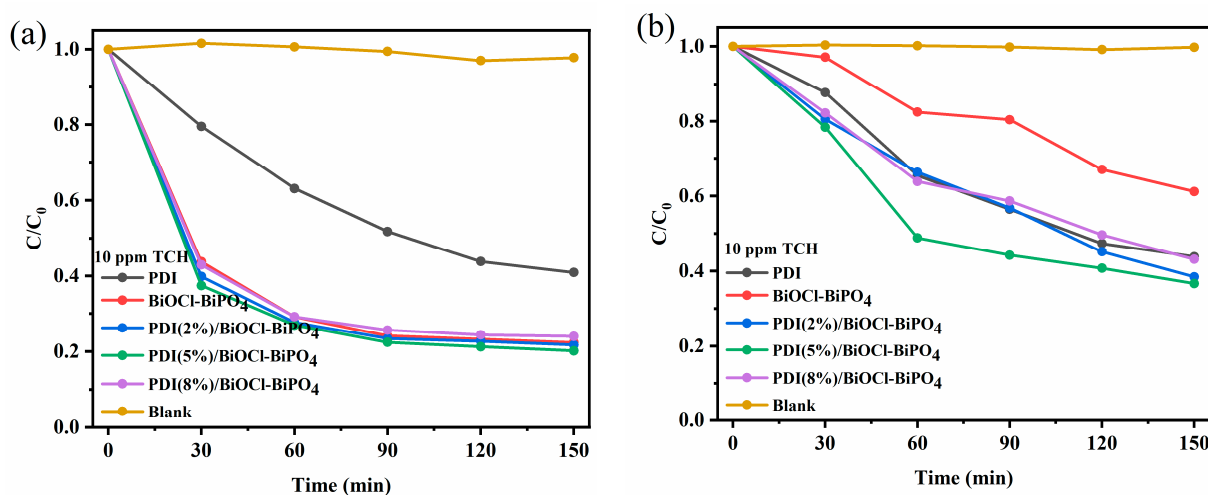 (a)
C/C0
1.0
0.8
0.6
0.4
0.2
0.0
10 ppm TCH
PDI
BiOCl-BiPO4
PDI(2%)/BiOCl-BiPO4
PDI(5%)/BiOCl-BiPO4
PDI(8%)/BiOCl-BiPO4
Blank
0 30 60 90 120 150
Time (min)
(b)
C/C0
1.0
0.8
0.6
0.4
0.2
0.0
10 ppm TCH
PDI
BiOCl-BiPO4
PDI(2%)/BiOCl-BiPO4
PDI(5%)/BiOCl-BiPO4
PDI(8%)/BiOCl-BiPO4
Blank
0 30 60 90 120 150
Time (min)